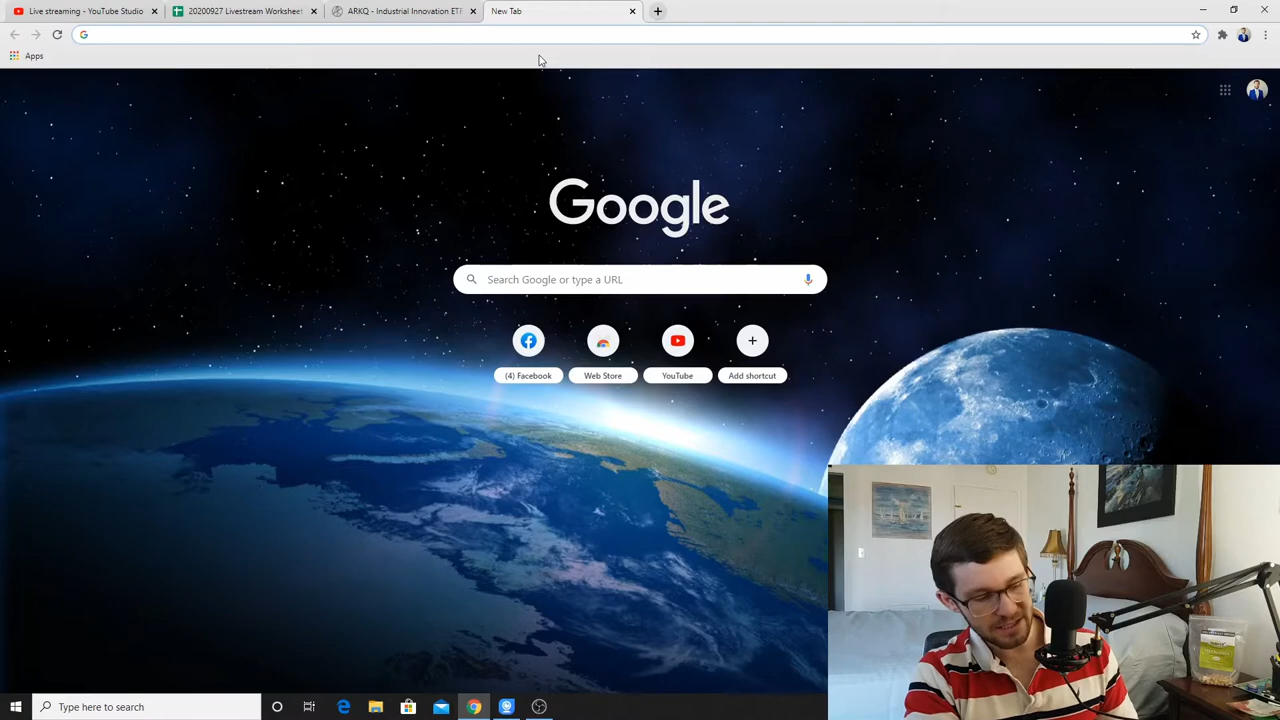 Live streaming - YouTube Studio
20200927 Livestream Worksheet
ARKQ - Industrial Innovation ETF
New Tab
Apps
Google
Search Google or type a URL
(4) Facebook
Web Store
YouTube
Add shortcut
Type here to search